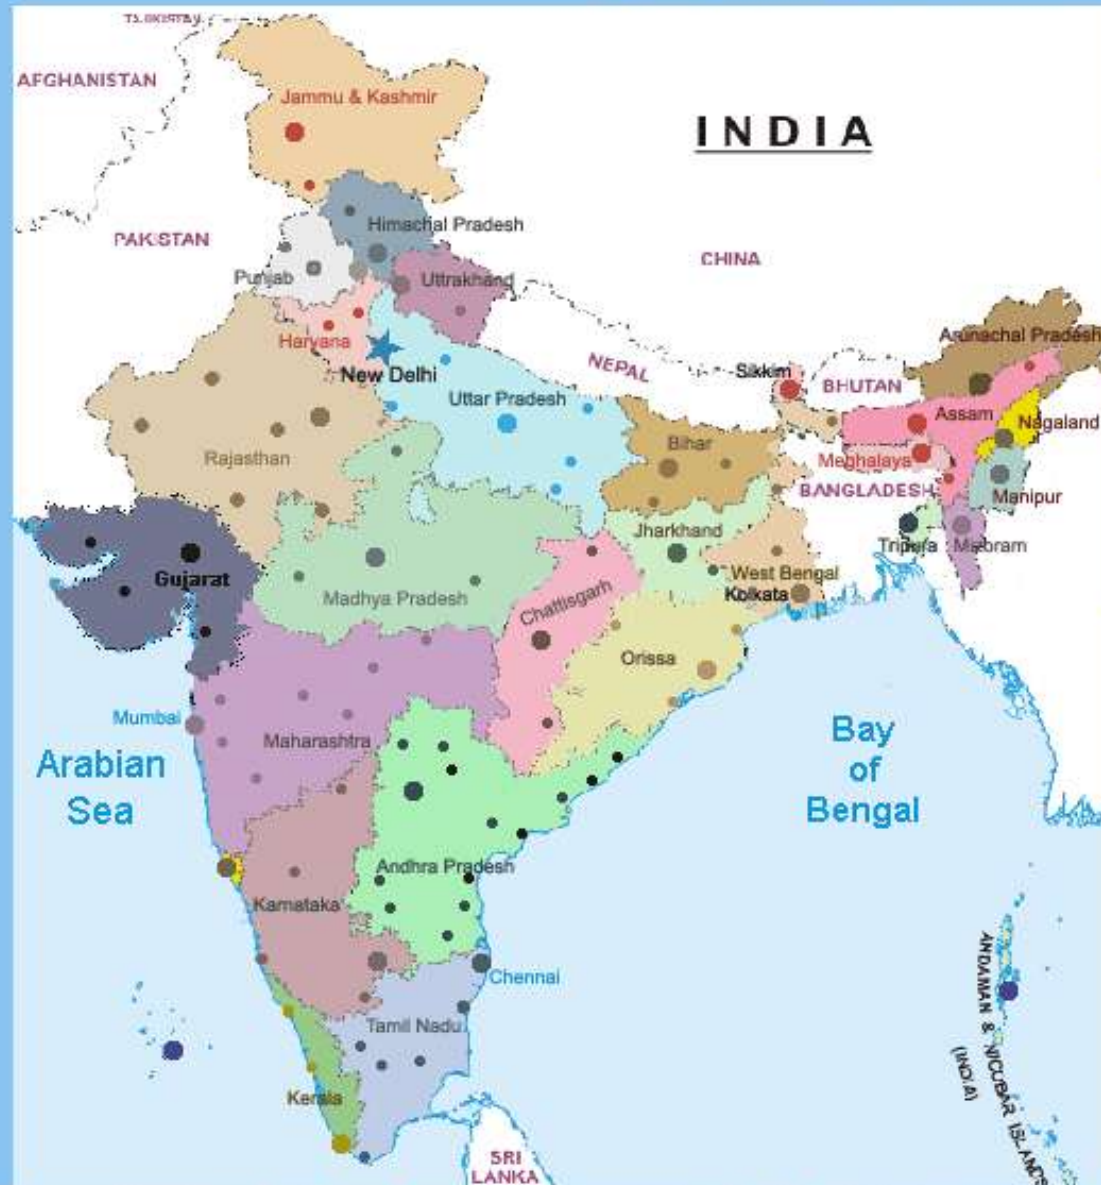 AFGHANISTAN
Jammu & Kashmir
INDIA
PAKISTAN
Himachal Pradesh
CHINA
Punjab
Uttrakhand
Haryana
New Delhi
NEPAL
Sikkim
BHUTAN
Arunachal Pradesh
Uttar Pradesh
Assam
Nagaland
Rajasthan
Bihar
Meghalaya
BANGLADESH
Manipur
Jharkhand
Tripura
Gujarat
Madhya Pradesh
Chattisgarh
West Bengal
Kolkata
Orissa
Mumbai
Maharashtra
Arabian
Sea
Bay
of
Bengal
Andhra Pradesh
Karnataka
Chennai
Tamil Nadu
Kerala
ANDAMAN & NICUBAR ISLANDS
(INDIA)
SRI
LANKA